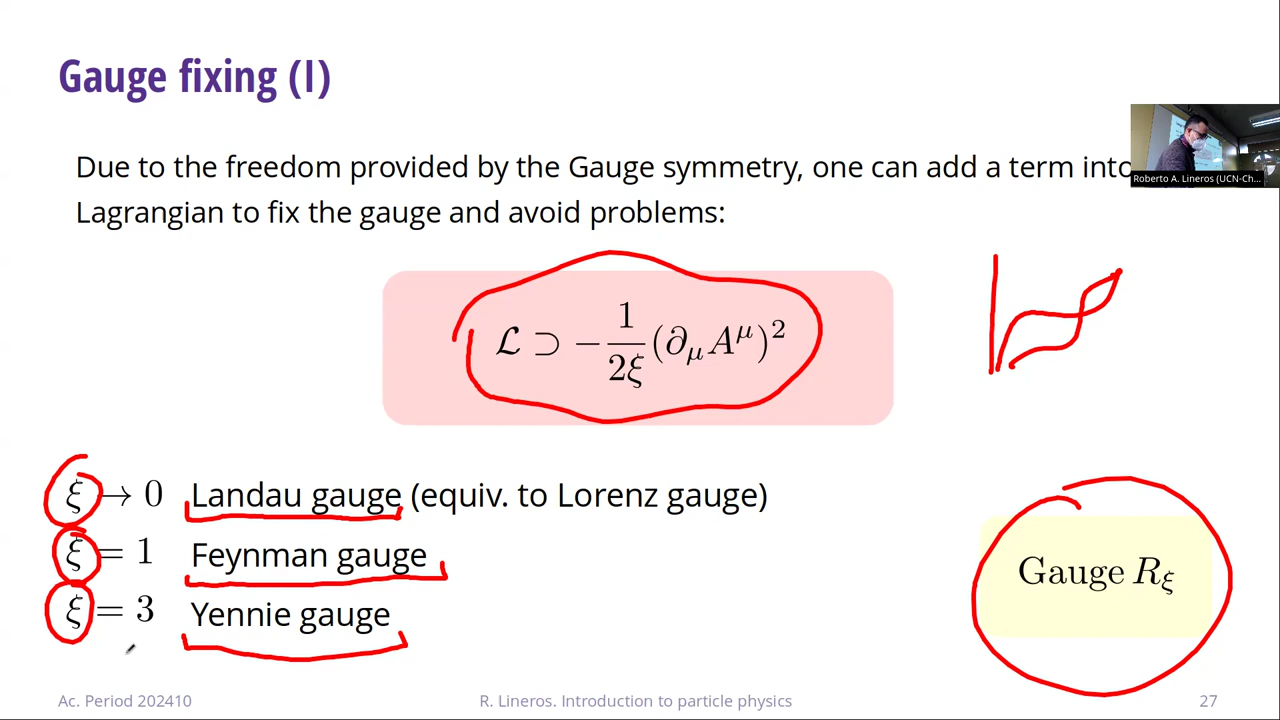 Gauge fixing (I)
Due to the freedom provided by the Gauge symmetry, one can add a term into
Lagrangian to fix the gauge and avoid problems:
Roberto A. Lineros (UCN-Ch...
ℒ ⊃ −1/2ξ (∂_μ A^μ)²
ξ → 0 Landau gauge (equiv. to Lorenz gauge)
ξ = 1 Feynman gauge
Gauge R_ξ
ξ = 3 Yennie gauge
Ac. Period 202410
R. Lineros. Introduction to particle physics
27